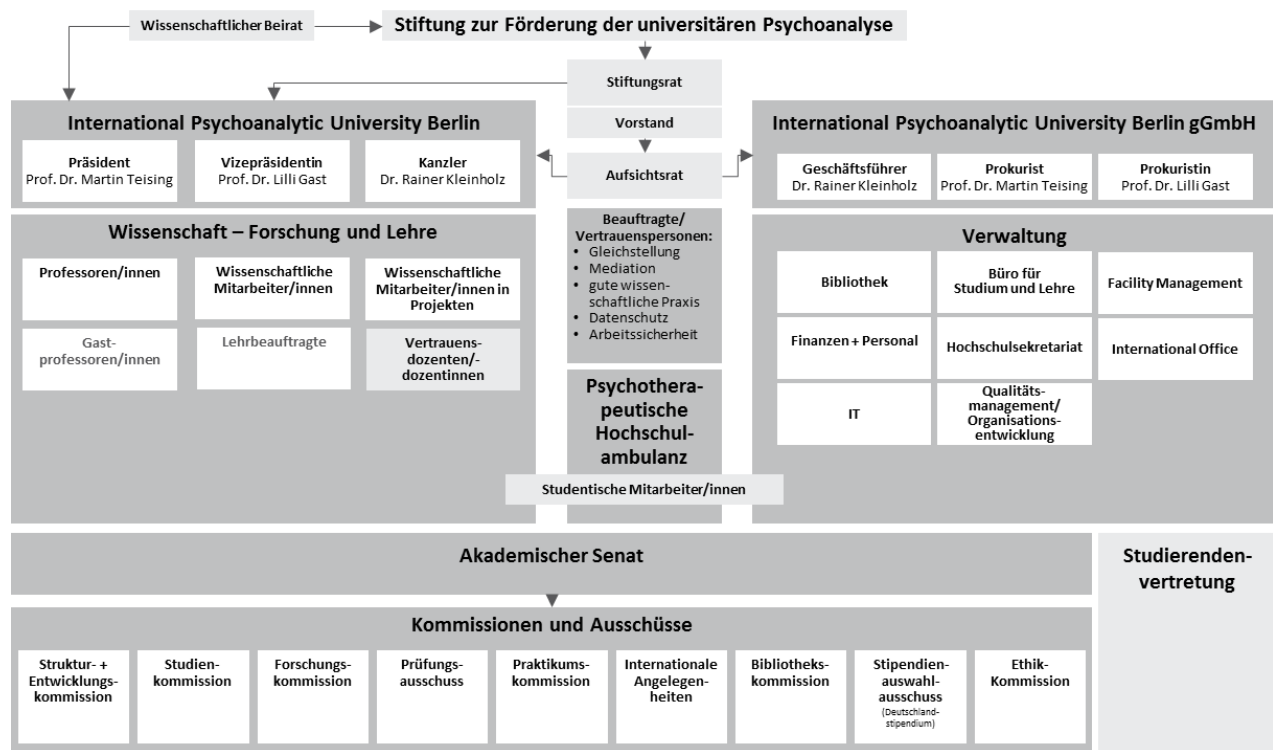 Wissenschaftlicher Beirat
Stiftung zur Förderung der universitären Psychoanalyse
Stiftungsrat
Vorstand
Aufsichtsrat
International Psychoanalytic University Berlin
Präsident
Prof. Dr. Martin Teising
Vizepräsidentin
Prof. Dr. Lilli Gast
Kanzler
Dr. Rainer Kleinholz
International Psychoanalytic University Berlin gGmbH
Geschäftsführer
Dr. Rainer Kleinholz
Prokurist
Prof. Dr. Martin Teising
Prokuristin
Prof. Dr. Lilli Gast
Wissenschaft – Forschung und Lehre
Professoren/innen
Wissenschaftliche
Mitarbeiter/innen
Wissenschaftliche
Mitarbeiter/innen in
Projekten
Gast-
professoren/innen
Lehrbeauftragte
Vertrauens-
dozenten/-
dozentinnen
Beauftragte/
Vertrauenspersonen:
• Gleichstellung
• Mediation
• gute wissen-
schaftliche Praxis
• Datenschutz
• Arbeitssicherheit
Psychothera-
peutische
Hochschul-
ambulanz
Studentische Mitarbeiter/innen
Verwaltung
Bibliothek
Büro für
Studium und Lehre
Facility Management
Finanzen + Personal
Hochschulsekretariat
International Office
IT
Qualitäts-
management/
Organisations-
entwicklung
Akademischer Senat
Studierenden-
vertretung
Kommissionen und Ausschüsse
Struktur- +
Entwicklungs-
kommission
Studien-
kommission
Forschungs-
kommission
Prüfungs-
ausschuss
Praktikums-
kommission
Internationale
Angelegen-
heiten
Bibliotheks-
kommission
Stipendien-
auswahl-
ausschuss
(Deutschland-
stipendium)
Ethik-
Kommission